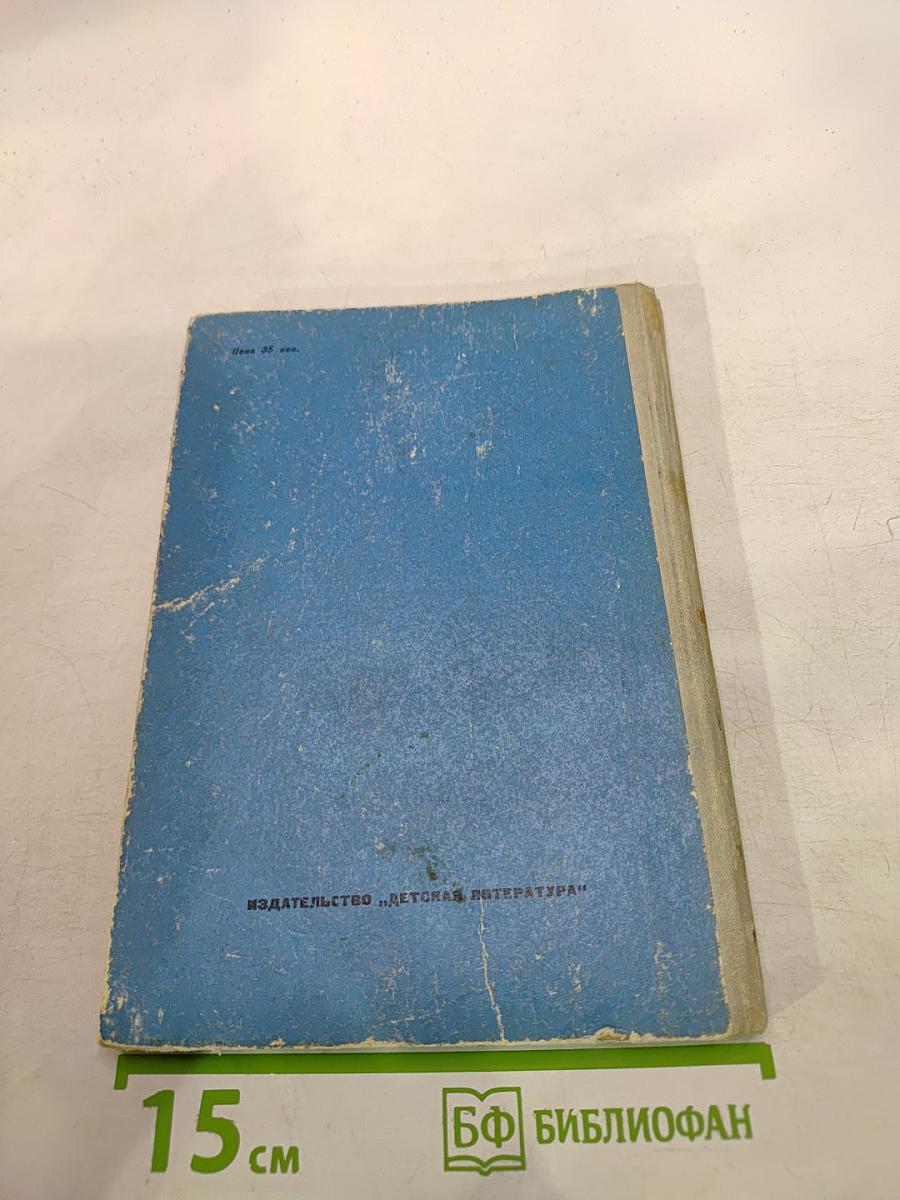 Цена 35 коп.
ИЗДАТЕЛЬСТВО „ДЕТСКАЯ ЛИТЕРАТУРА"
15 см
БФ БИБЛИОФАН